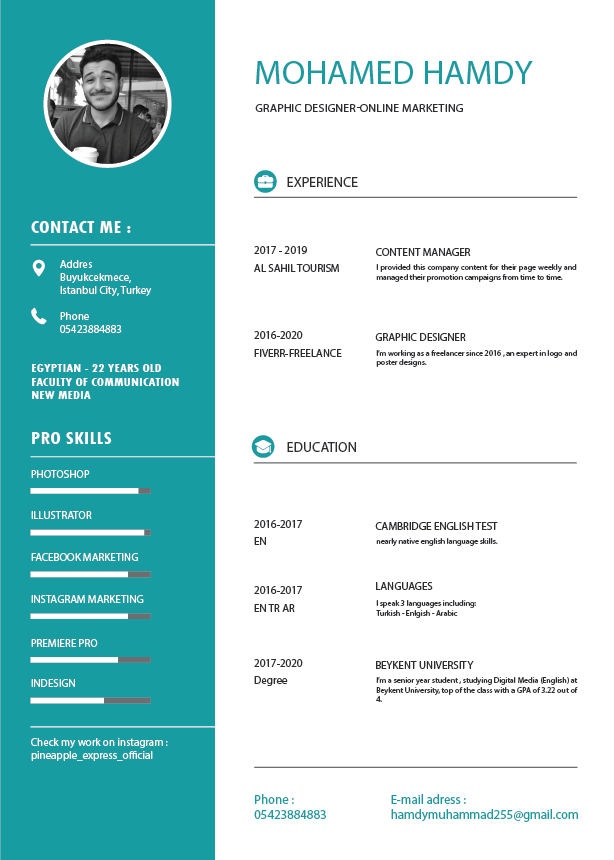 MOHAMED HAMDY
GRAPHIC DESIGNER-ONLINE MARKETING
CONTACT ME :
Addres
Buyukcekmece,
Istanbul City, Turkey
Phone
05423884883
EGYPTIAN - 22 YEARS OLD
FACULTY OF COMMUNICATION
NEW MEDIA
PRO SKILLS
PHOTOSHOP
ILLUSTRATOR
FACEBOOK MARKETING
INSTAGRAM MARKETING
PREMIERE PRO
INDESIGN
Check my work on instagram :
pineapple_express_official
EXPERIENCE
2017 - 2019
AL SAHIL TOURISM
CONTENT MANAGER
I provided this company content for their page weekly and
managed their promotion campaigns from time to time.
2016-2020
FIVERR-FREELANCE
GRAPHIC DESIGNER
I'm working as a freelancer since 2016 , an expert in logo and
poster designs.
EDUCATION
2016-2017
EN
CAMBRIDGE ENGLISH TEST
nearly native english language skills.
2016-2017
EN TR AR
LANGUAGES
I speak 3 languages including:
Turkish - Enlgish - Arabic
2017-2020
Degree
BEYKENT UNIVERSITY
I'm a senior year student , studying Digital Media (English) at
Beykent University, top of the class with a GPA of 3.22 out of
4.
Phone :
05423884883
E-mail adress :
hamdymuhammad255@gmail.com